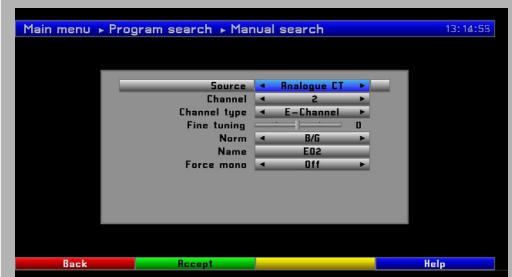 Main menu ▸ Program search ▸ Manual search 13:14:55
Source ◂ Analogue CT ▸
Channel ◂ 2 ▸
Channel type ◂ E-Channel ▸
Fine tuning 0
Norm ◂ B/G ▸
Name E02
Force mono ◂ Off ▸
Back Accept Help